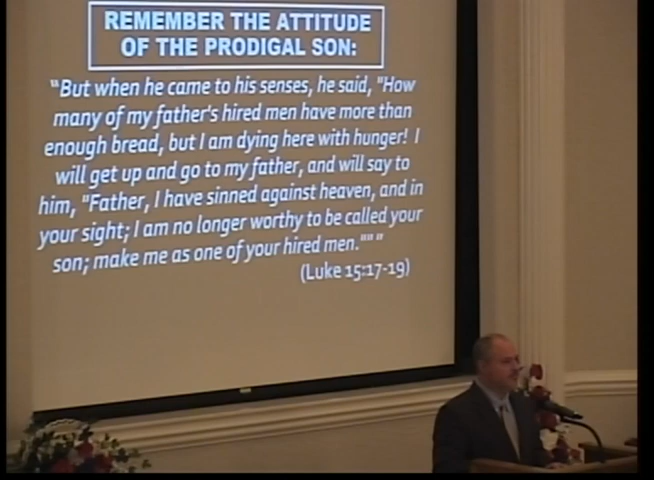 REMEMBER THE ATTITUDE
OF THE PRODIGAL SON:
"But when he came to his senses, he said, "How
many of my father's hired men have more than
enough bread, but I am dying here with hunger! I
will get up and go to my father, and will say to
him, "Father, I have sinned against heaven, and in
your sight; I am no longer worthy to be called your
son; make me as one of your hired men.""" "
(Luke 15:17-19)